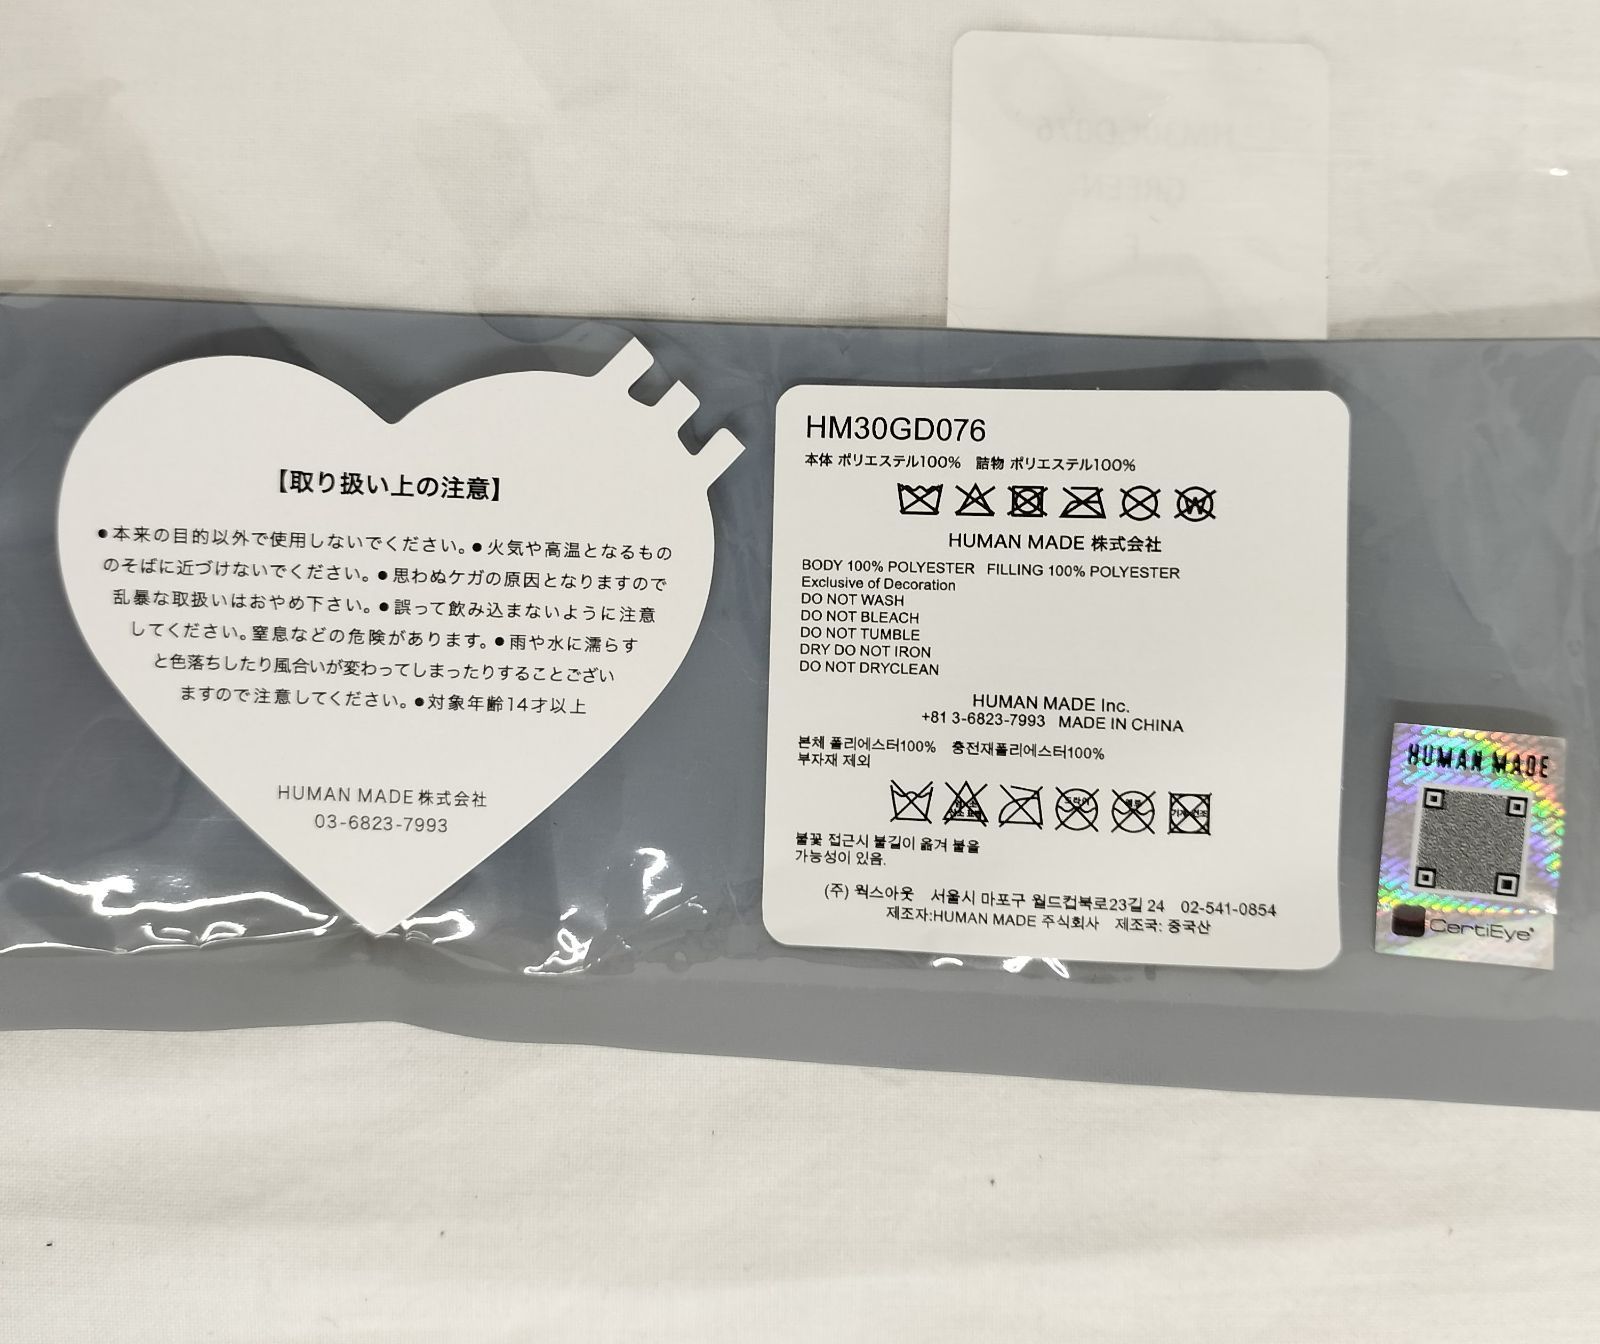 HM30GD076
GREEN
F
【取り扱い上の注意】
●本来の目的以外で使用しないでください。●火気や高温となるもの
のそばに近づけないでください。●思わぬケガの原因となりますので
乱暴な取扱いはおやめ下さい。●誤って飲み込まないように注意
してください。窒息などの危険があります。●雨や水に濡らす
と色落ちしたり風合いが変わってしまったりすることござい
ますので注意してください。●対象年齢14才以上
HUMAN MADE 株式会社
03-6823-7993
HM30GD076
本体 ポリエステル100% 詰物 ポリエステル100%
W
HUMAN MADE 株式会社
BODY 100% POLYESTER FILLING 100% POLYESTER
Exclusive of Decoration
DO NOT WASH
DO NOT BLEACH
DO NOT TUMBLE
DRY DO NOT IRON
DO NOT DRYCLEAN
HUMAN MADE Inc.
+81 3-6823-7993 MADE IN CHINA
본체 폴리에스터100% 충전재폴리에스터100%
부자재 제외
드라이
불꽃 접근시 불길이 옮겨 붙을
가능성이 있음.
(주) 웍스아웃 서울시 마포구 월드컵북로23길 24 02-541-0854
제조자:HUMAN MADE 주식회사 제조국: 중국산
HUMAN MADE
CertiEye